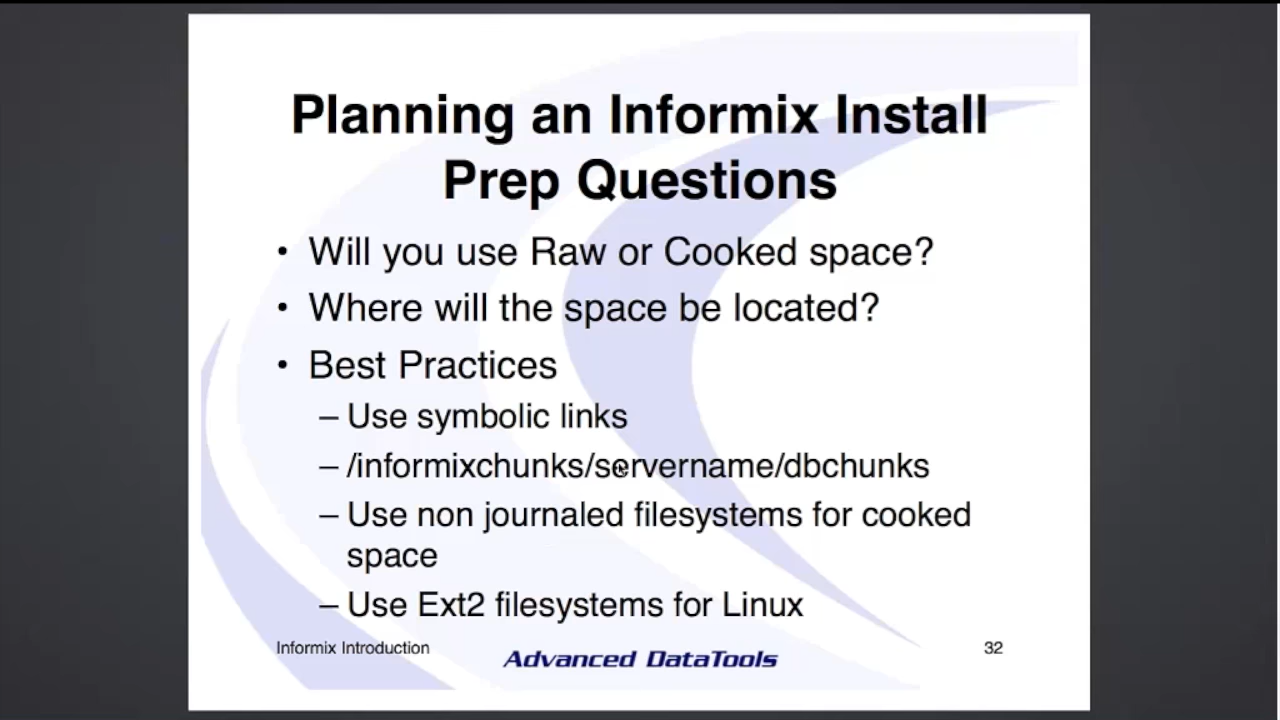 Planning an Informix Install
Prep Questions
• Will you use Raw or Cooked space?
• Where will the space be located?
• Best Practices
– Use symbolic links
– /informixchunks/servername/dbchunks
– Use non journaled filesystems for cooked
space
– Use Ext2 filesystems for Linux
Informix Introduction
Advanced DataTools
32